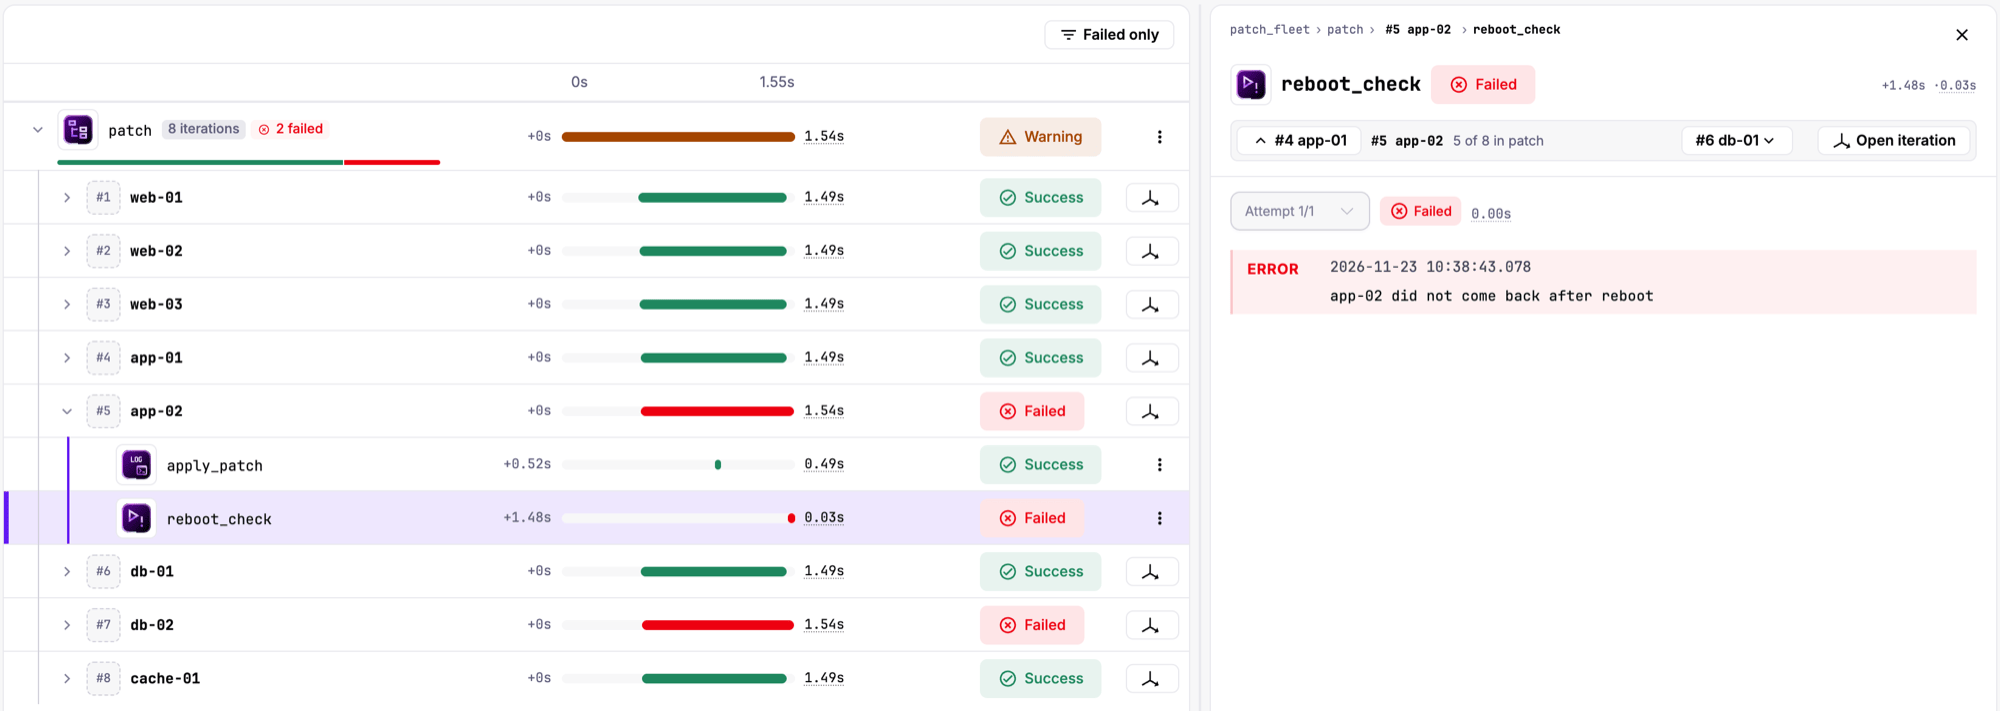 Failed only
0s 1.55s
patch 8 iterations 2 failed +0s 1.54s Warning
#1 web-01 +0s 1.49s Success
#2 web-02 +0s 1.49s Success
#3 web-03 +0s 1.49s Success
#4 app-01 +0s 1.49s Success
#5 app-02 +0s 1.54s Failed
LOG apply_patch +0.52s 0.49s Success
reboot_check +1.48s 0.03s Failed
#6 db-01 +0s 1.49s Success
#7 db-02 +0s 1.54s Failed
#8 cache-01 +0s 1.49s Success
patch_fleet › patch › #5 app-02 › reboot_check
reboot_check Failed +1.48s ·0.03s
#4 app-01 #5 app-02 5 of 8 in patch #6 db-01 Open iteration
Attempt 1/1 Failed 0.00s
ERROR 2026-11-23 10:38:43.078
app-02 did not come back after reboot